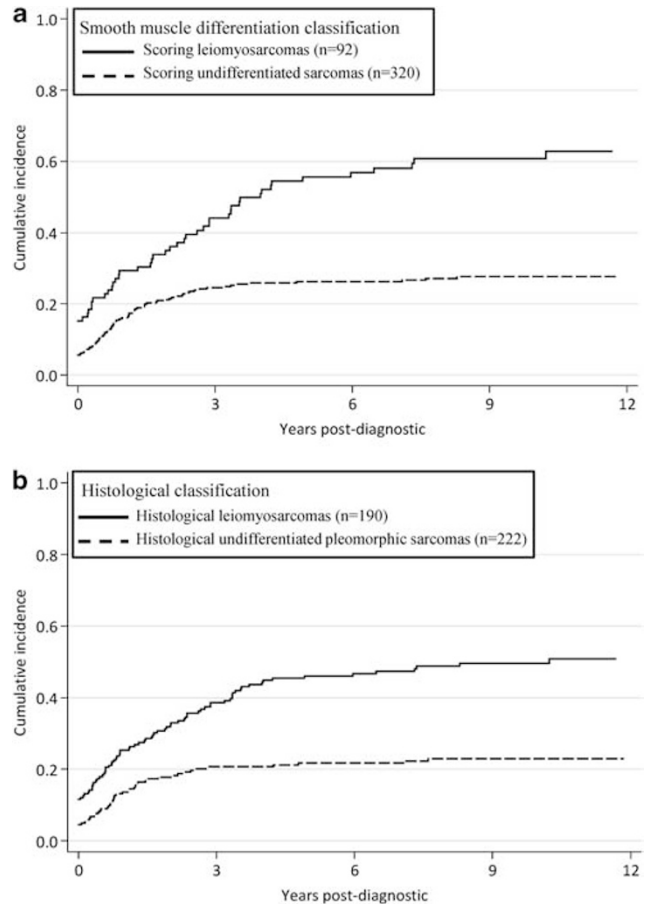 a
Smooth muscle differentiation classification
Scoring leiomyosarcomas (n=92)
Scoring undifferentiated sarcomas (n=320)
1.0
0.8
0.6
0.4
0.2
0.0
Cumulative incidence
0 3 6 9 12
Years post-diagnostic
b
Histological classification
Histological leiomyosarcomas (n=190)
Histological undifferentiated pleomorphic sarcomas (n=222)
1.0
0.8
0.6
0.4
0.2
0.0
Cumulative incidence
0 3 6 9 12
Years post-diagnostic